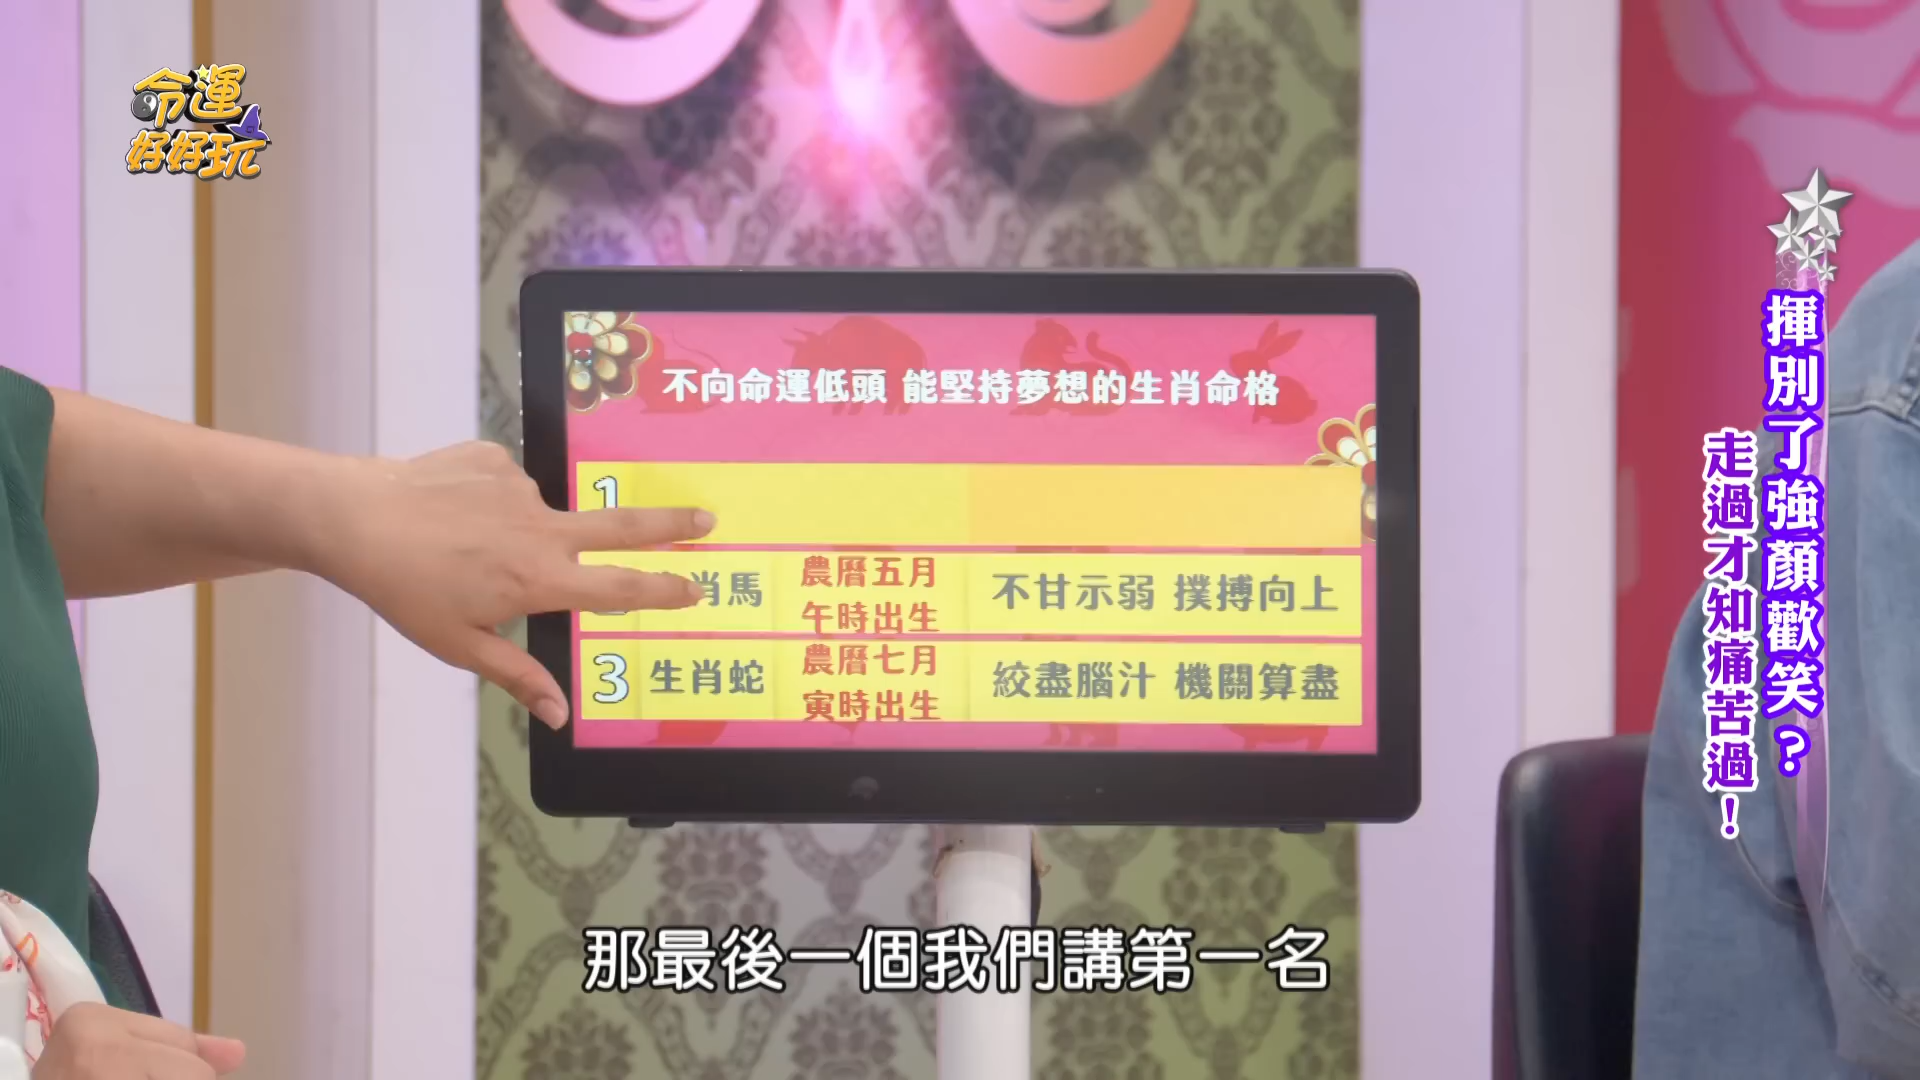 命運
好好玩
揮別了強顏歡笑？
走過才知痛苦過！
不向命運低頭 能堅持夢想的生肖命格
1
肖馬
農曆五月
午時出生
不甘示弱 撲搏向上
3
生肖蛇
農曆七月
寅時出生
絞盡腦汁 機關算盡
那最後一個我們講第一名